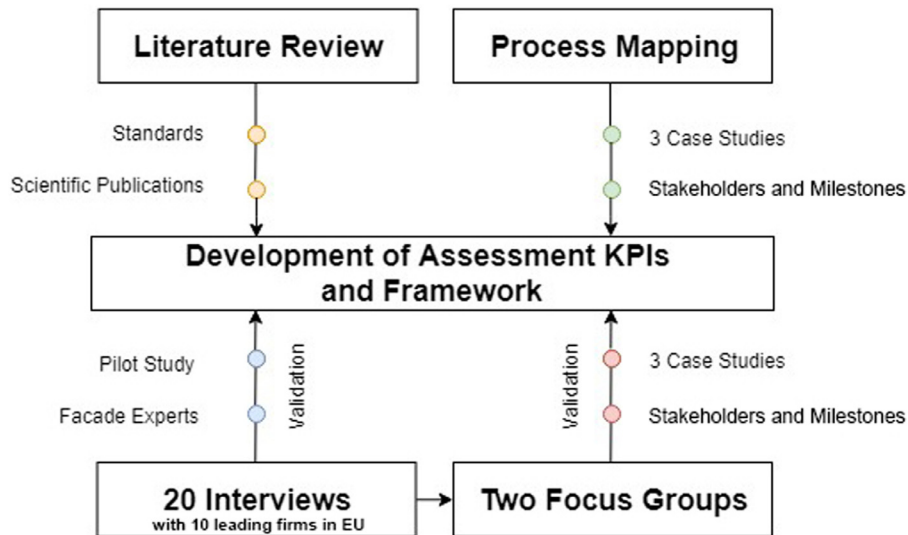 Literature Review
Process Mapping
Standards
3 Case Studies
Scientific Publications
Stakeholders and Milestones
Development of Assessment KPIs
and Framework
Pilot Study
Validation
Validation
3 Case Studies
Facade Experts
Stakeholders and Milestones
20 Interviews
with 10 leading firms in EU
Two Focus Groups